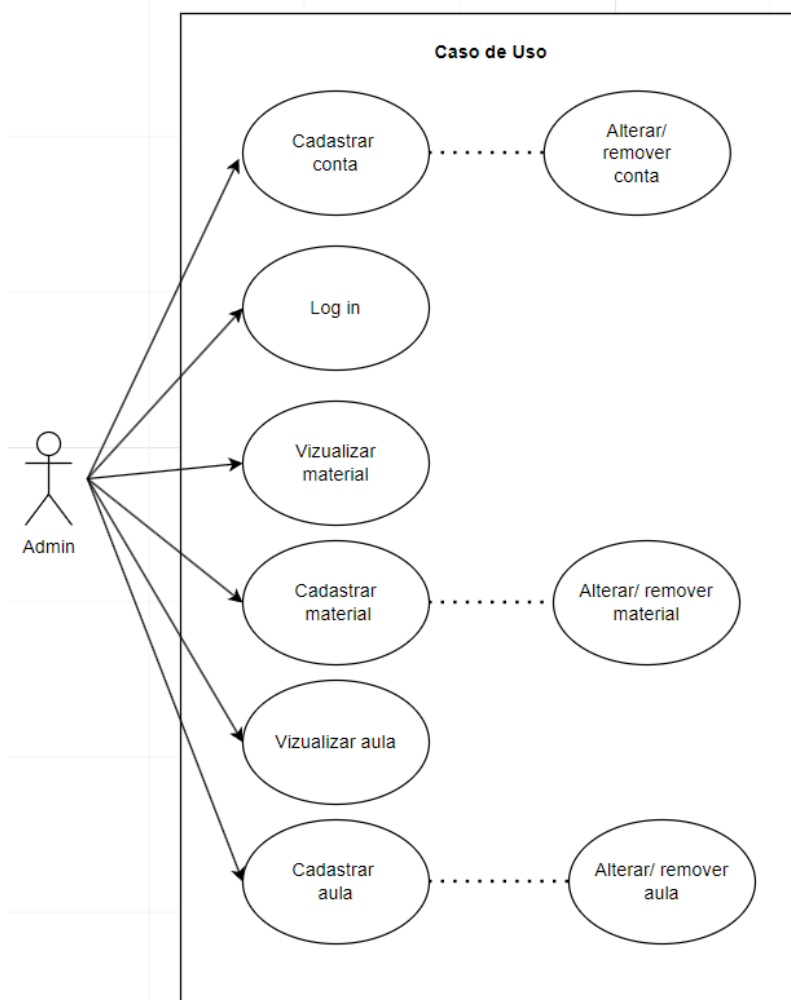 Caso de Uso
Cadastrar
conta
Alterar/
remover
conta
Log in
Vizualizar
material
Admin
Cadastrar
material
Alterar/ remover
material
Vizualizar aula
Cadastrar
aula
Alterar/ remover
aula